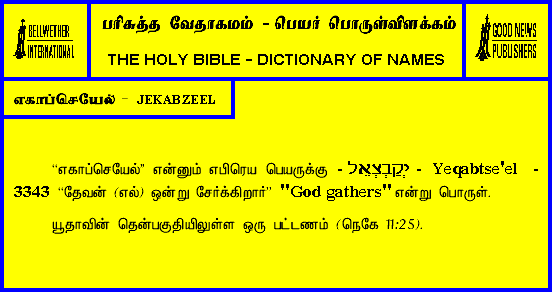 BELLWETHER
INTERNATIONAL
பரிசுத்த வேதாகமம் - பெயர் பொருள்விளக்கம்
THE HOLY BIBLE - DICTIONARY OF NAMES
GOOD NEWS
PUBLISHERS
எகாப்செயேல் - JEKABZEEL
“எகாப்செயேல்” என்னும் எபிரெய பெயருக்கு - יְקַבְצְאֵל - Yeqabtse'el -
3343 “தேவன் (எல்) ஒன்று சேர்க்கிறார்” "God gathers" என்று பொருள்.
யூதாவின் தென்பகுதியிலுள்ள ஒரு பட்டணம் (நெகே 11:25).